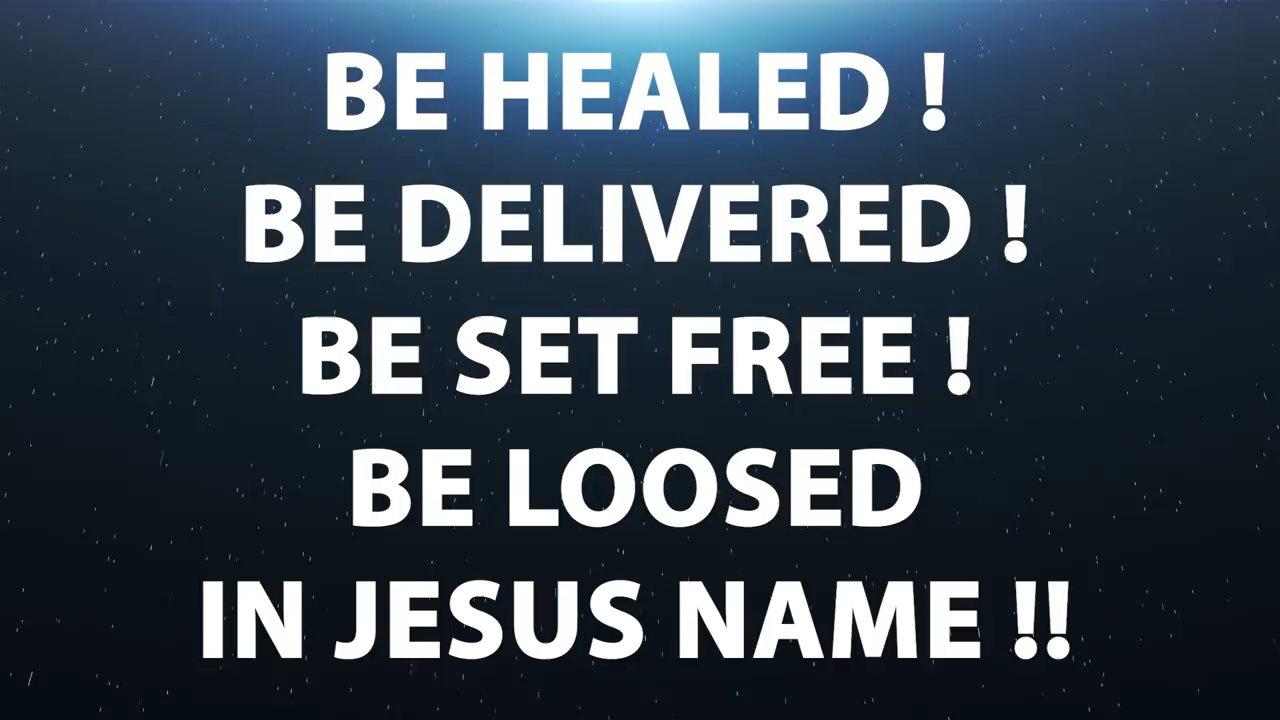 BE HEALED !
BE DELIVERED !
BE SET FREE !
BE LOOSED
IN JESUS NAME !!